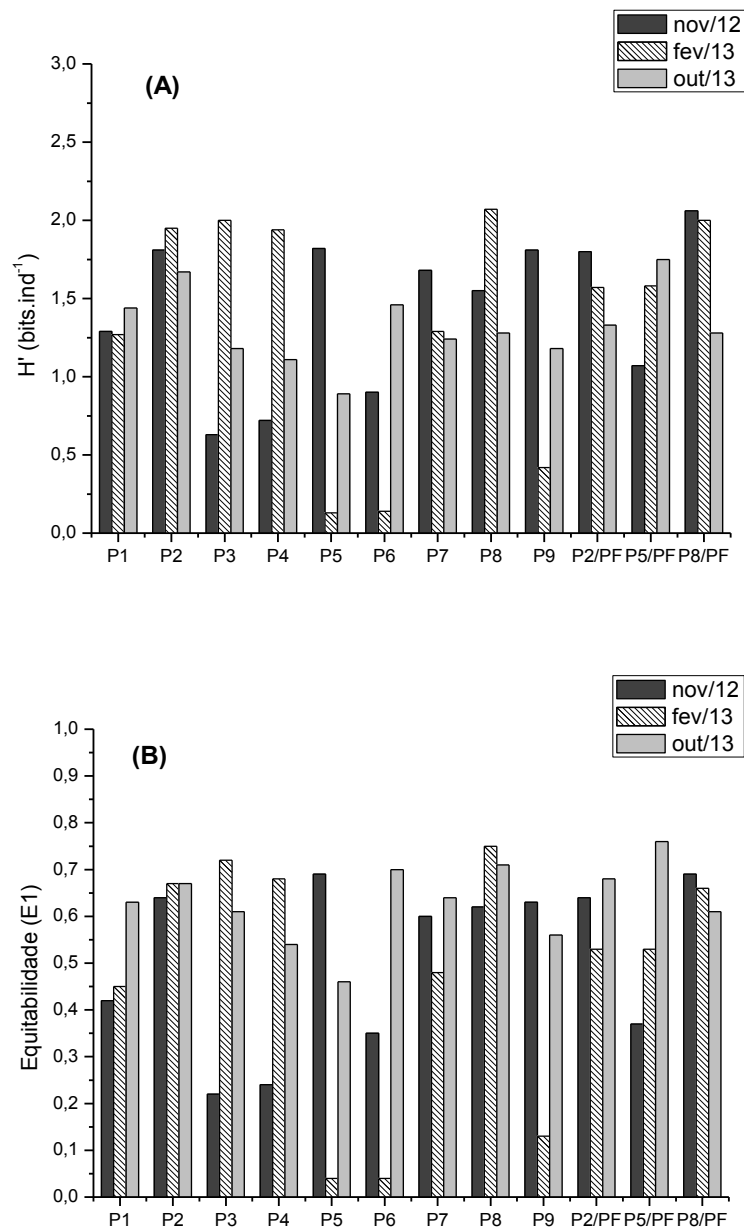 nov/12
fev/13
out/13
(A)
3,0
2,5
2,0
1,5
1,0
0,5
0,0
H' (bits.ind⁻¹)
P1 P2 P3 P4 P5 P6 P7 P8 P9 P2/PF P5/PF P8/PF
nov/12
fev/13
out/13
(B)
1,0
0,9
0,8
0,7
0,6
0,5
0,4
0,3
0,2
0,1
0,0
Equitabilidade (E1)
P1 P2 P3 P4 P5 P6 P7 P8 P9 P2/PF P5/PF P8/PF